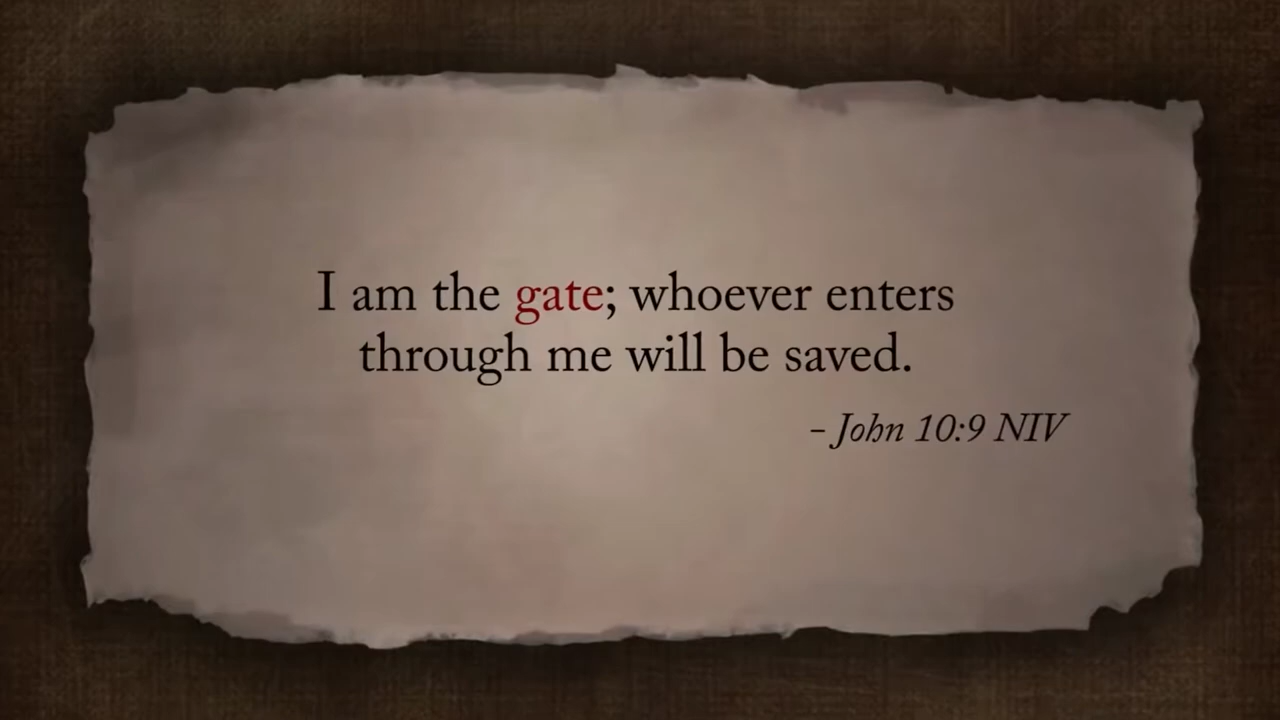 I am the gate; whoever enters
through me will be saved.
– John 10:9 NIV